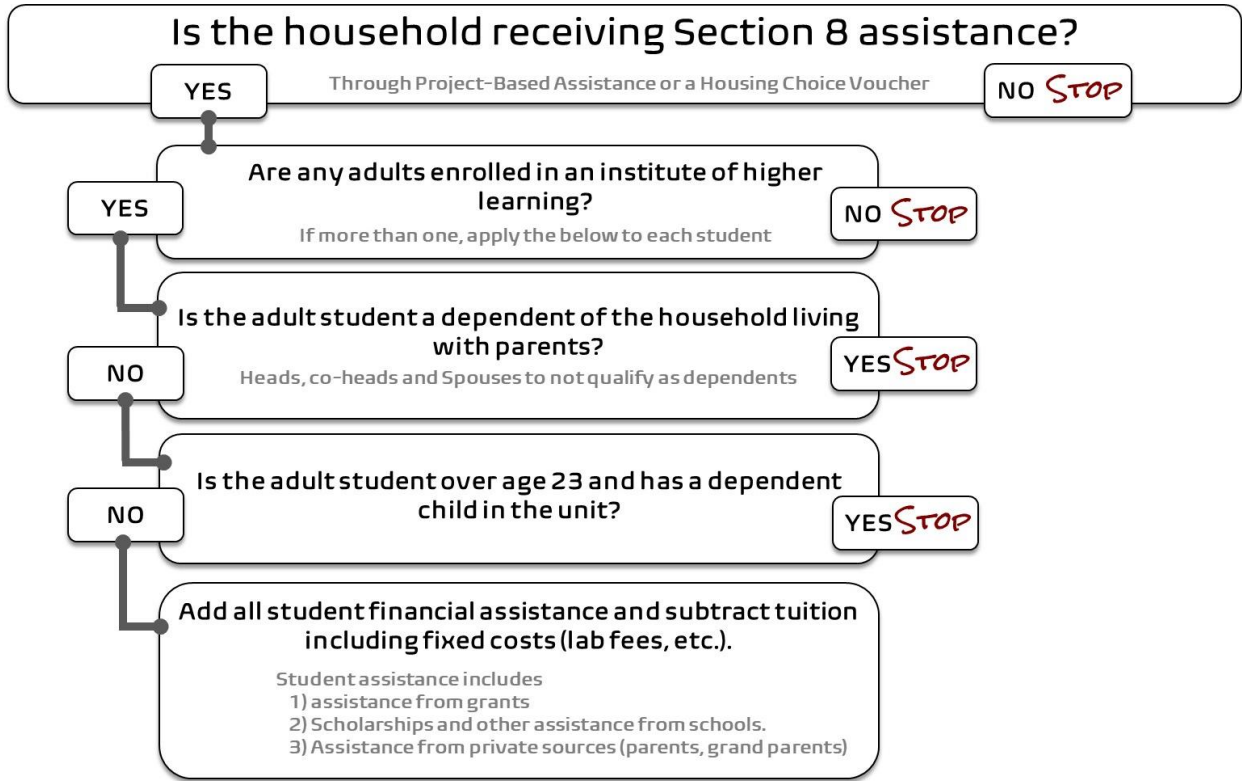 Is the household receiving Section 8 assistance?
Through Project-Based Assistance or a Housing Choice Voucher
YES
NO STOP
Are any adults enrolled in an institute of higher
learning?
If more than one, apply the below to each student
YES
NO STOP
Is the adult student a dependent of the household living
with parents?
Heads, co-heads and Spouses to not qualify as dependents
NO
YES STOP
Is the adult student over age 23 and has a dependent
child in the unit?
NO
YES STOP
Add all student financial assistance and subtract tuition
including fixed costs (lab fees, etc.).
Student assistance includes
1) assistance from grants
2) Scholarships and other assistance from schools.
3) Assistance from private sources (parents, grand parents)